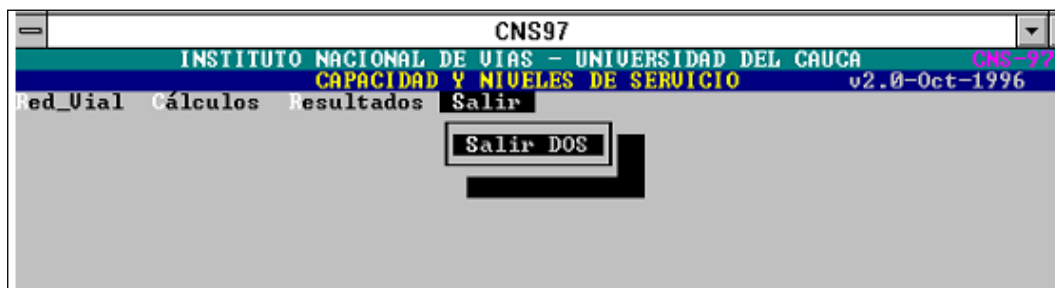 CNS97
INSTITUTO NACIONAL DE VIAS - UNIVERSIDAD DEL CAUCA CNS-97
CAPACIDAD Y NIVELES DE SERVICIO v2.0-Oct-1996
Red_Vial Cálculos Resultados Salir
Salir DOS